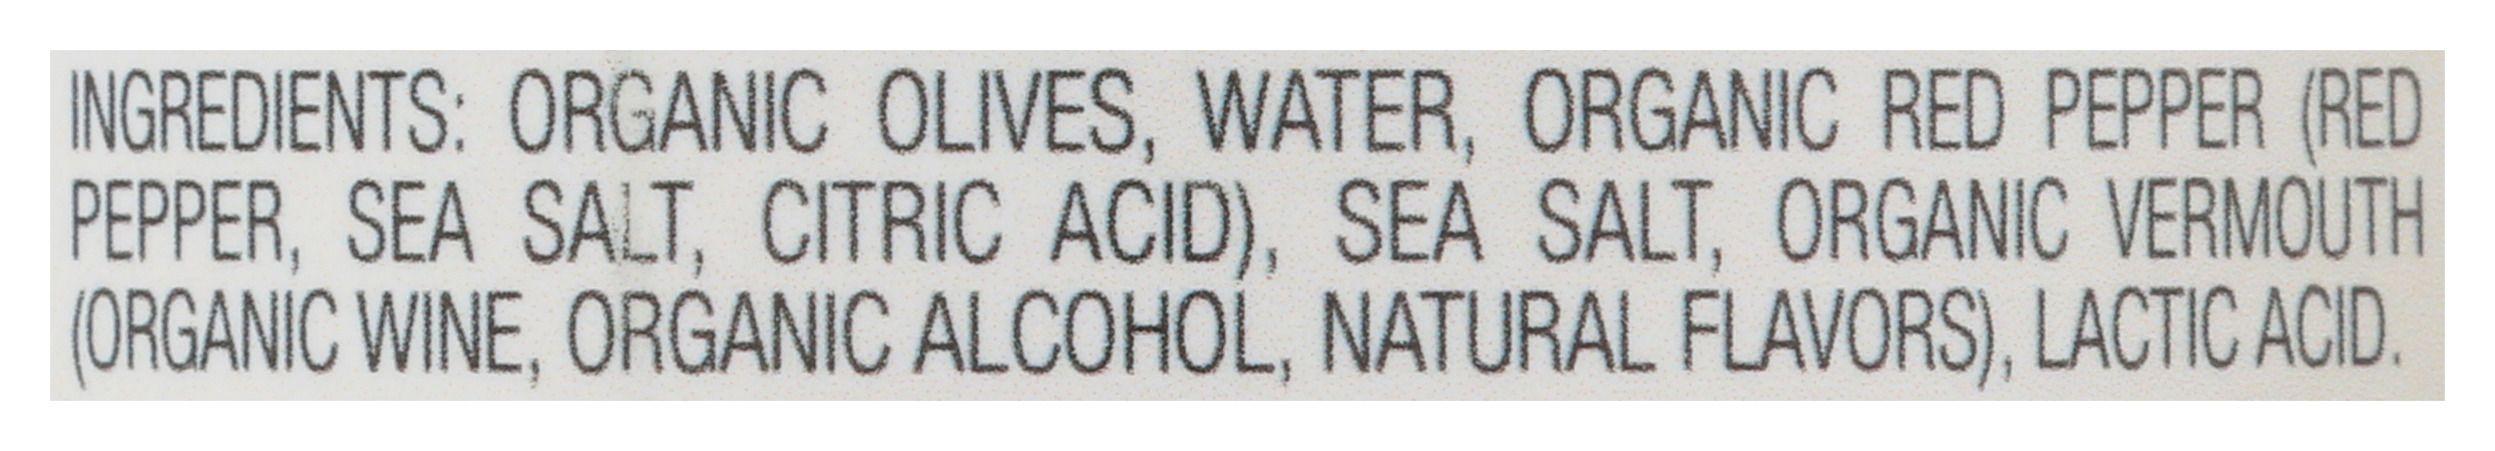 INGREDIENTS: ORGANIC OLIVES, WATER, ORGANIC RED PEPPER (RED
PEPPER, SEA SALT, CITRIC ACID), SEA SALT, ORGANIC VERMOUTH
(ORGANIC WINE, ORGANIC ALCOHOL, NATURAL FLAVORS), LACTIC ACID.